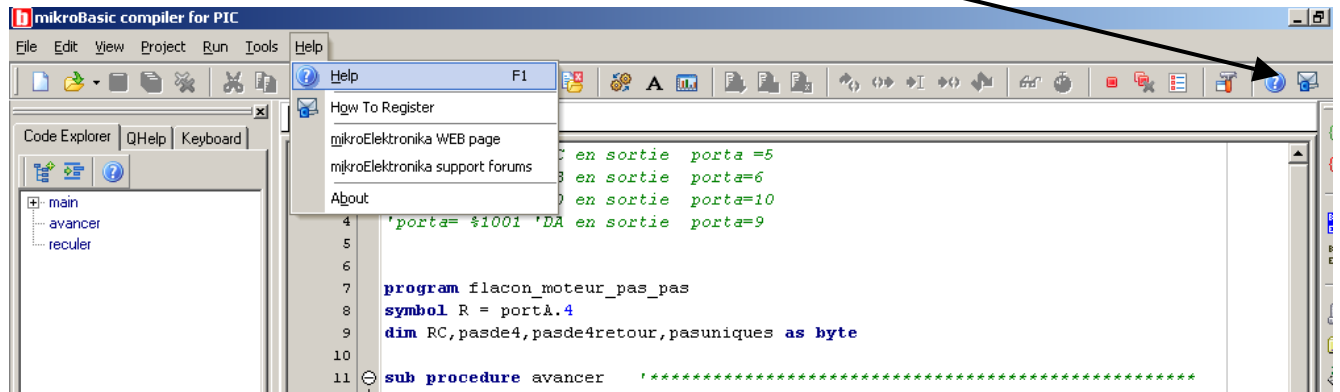 mikroBasic compiler for PIC
File Edit View Project Run Tools Help
Help F1
How To Register
mikroElektronika WEB page
mikroElektronika support forums
About
Code Explorer QHelp Keyboard
main
avancer
reculer
en sortie porta =5
en sortie porta=6
en sortie porta=10
4 'porta= %1001 'DA en sortie porta=9
5
6
7 program flacon_moteur_pas_pas
8 symbol R = portA.4
9 dim RC,pasde4,pasde4retour,pasuniques as byte
10
11 sub procedure avancer '****************************************************